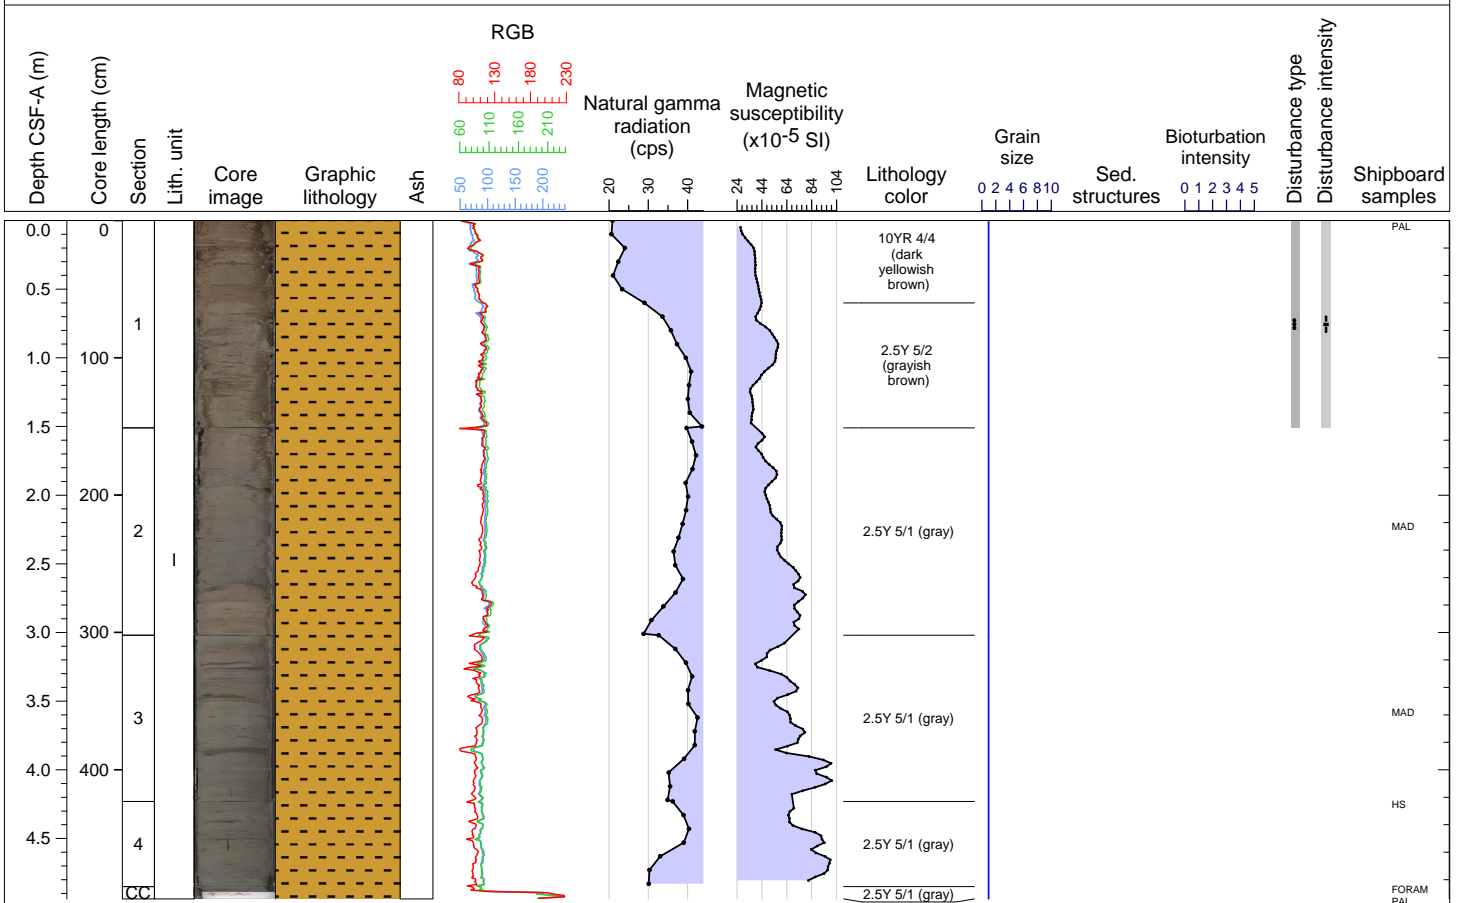 RGB
80 130 180 230
60 110 160 210
50 100 150 200
Depth CSF-A (m)
Core length (cm)
Section
Lith. unit
Core
image
Graphic
lithology
Ash
Natural gamma
radiation
(cps)
20 30 40
Magnetic
susceptibility
(x10-5 SI)
24 44 64 84 104
Lithology
color
Grain
size
0 2 4 6 8 10
Sed.
structures
Bioturbation
intensity
0 1 2 3 4 5
Disturbance type
Disturbance intensity
Shipboard
samples
0.0
0.5
1.0
1.5
2.0
2.5
3.0
3.5
4.0
4.5
0
100
200
300
400
1
2
3
4
CC
I
10YR 4/4
(dark
yellowish
brown)
2.5Y 5/2
(grayish
brown)
2.5Y 5/1 (gray)
2.5Y 5/1 (gray)
2.5Y 5/1 (gray)
2.5Y 5/1 (gray)
PAL
MAD
MAD
HS
FORAM
PAL